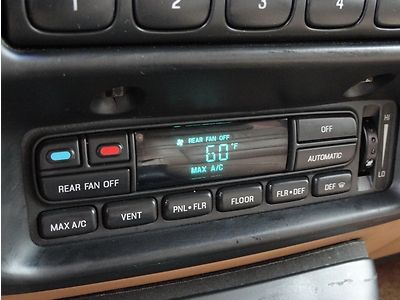 1 2 3 4
REAR FAN OFF
60°F
MAX A/C
OFF
AUTOMATIC
HI
LO
REAR FAN OFF
MAX A/C
VENT
PNL•FLR
FLOOR
FLR•DEF
DEF